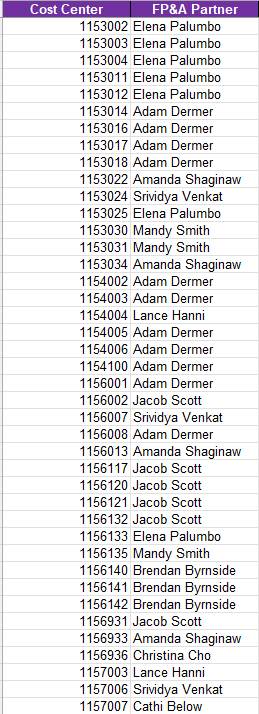 Cost Center FP&A Partner
1153002 Elena Palumbo
1153003 Elena Palumbo
1153004 Elena Palumbo
1153011 Elena Palumbo
1153012 Elena Palumbo
1153014 Adam Dermer
1153016 Adam Dermer
1153017 Adam Dermer
1153018 Adam Dermer
1153022 Amanda Shaginaw
1153024 Srividya Venkat
1153025 Elena Palumbo
1153030 Mandy Smith
1153031 Mandy Smith
1153034 Amanda Shaginaw
1154002 Adam Dermer
1154003 Adam Dermer
1154004 Lance Hanni
1154005 Adam Dermer
1154006 Adam Dermer
1154100 Adam Dermer
1156001 Adam Dermer
1156002 Jacob Scott
1156007 Srividya Venkat
1156008 Adam Dermer
1156013 Amanda Shaginaw
1156117 Jacob Scott
1156120 Jacob Scott
1156121 Jacob Scott
1156132 Jacob Scott
1156133 Elena Palumbo
1156135 Mandy Smith
1156140 Brendan Byrnside
1156141 Brendan Byrnside
1156142 Brendan Byrnside
1156931 Jacob Scott
1156933 Amanda Shaginaw
1156936 Christina Cho
1157003 Lance Hanni
1157006 Srividya Venkat
1157007 Cathi Below